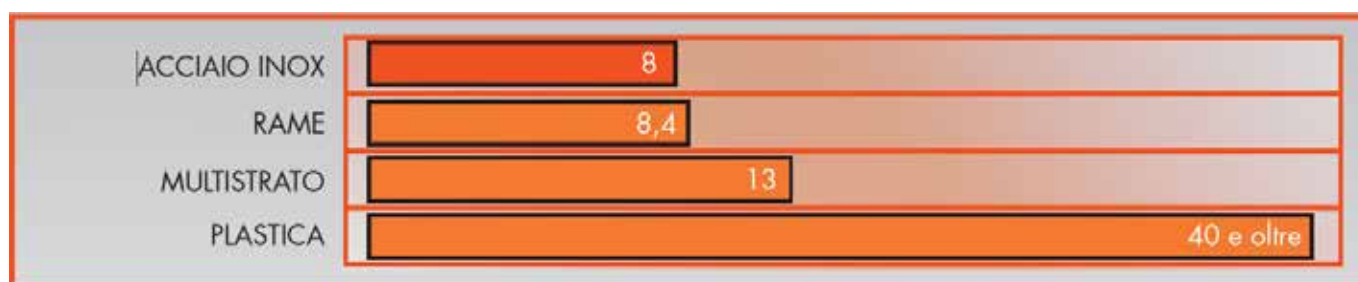 ACCIAIO INOX 8
RAME 8,4
MULTISTRATO 13
PLASTICA 40 e oltre